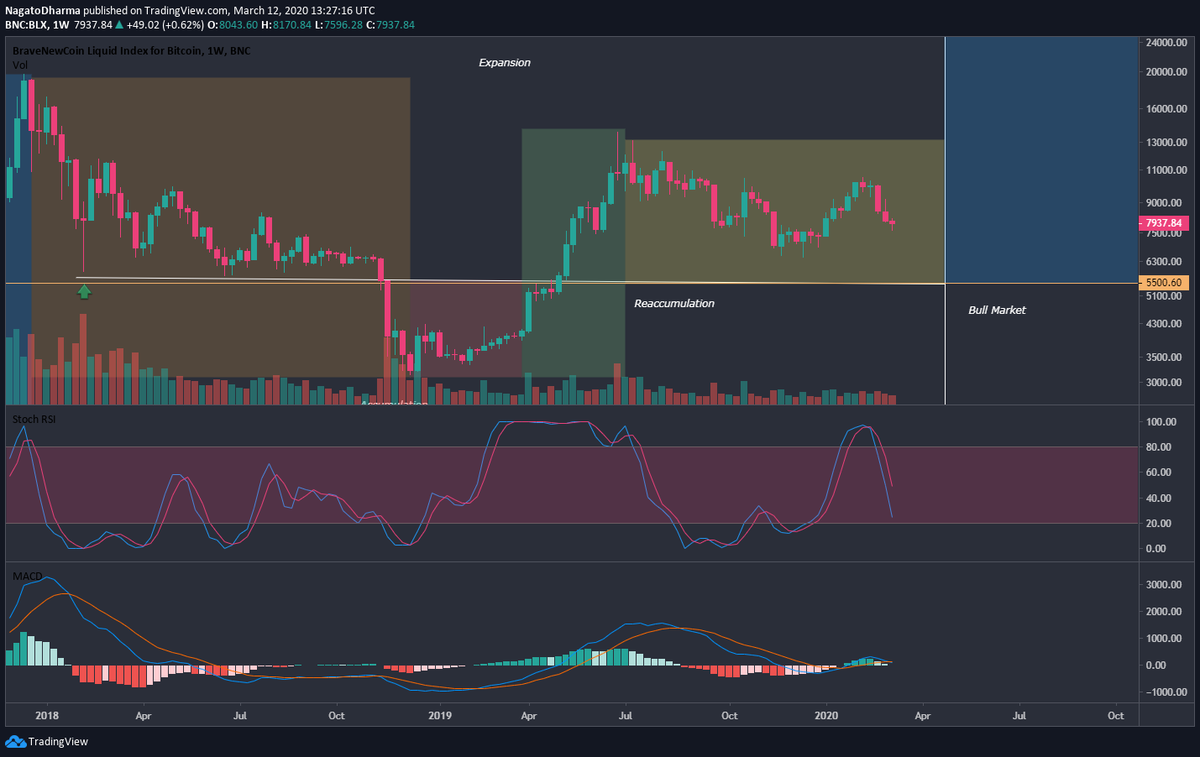 NagatoDharma published on TradingView.com, March 12, 2020 13:27:16 UTC
BNC:BLX, 1W 7937.84 ▲ +49.02 (+0.62%) O:8043.60 H:8170.84 L:7596.28 C:7937.84
BraveNewCoin Liquid Index for Bitcoin, 1W, BNC
Vol
Expansion
Reaccumulation
Bull Market
Accumulation
24000.00
20000.00
16000.00
13000.00
11000.00
9000.00
7937.84
7500.00
6300.00
5500.60
5100.00
4300.00
3500.00
3000.00
Stoch RSI
100.00
80.00
60.00
40.00
20.00
0.00
MACD
3000.00
2000.00
1000.00
0.00
-1000.00
2018 Apr Jul Oct 2019 Apr Jul Oct 2020 Apr Jul Oct
TradingView